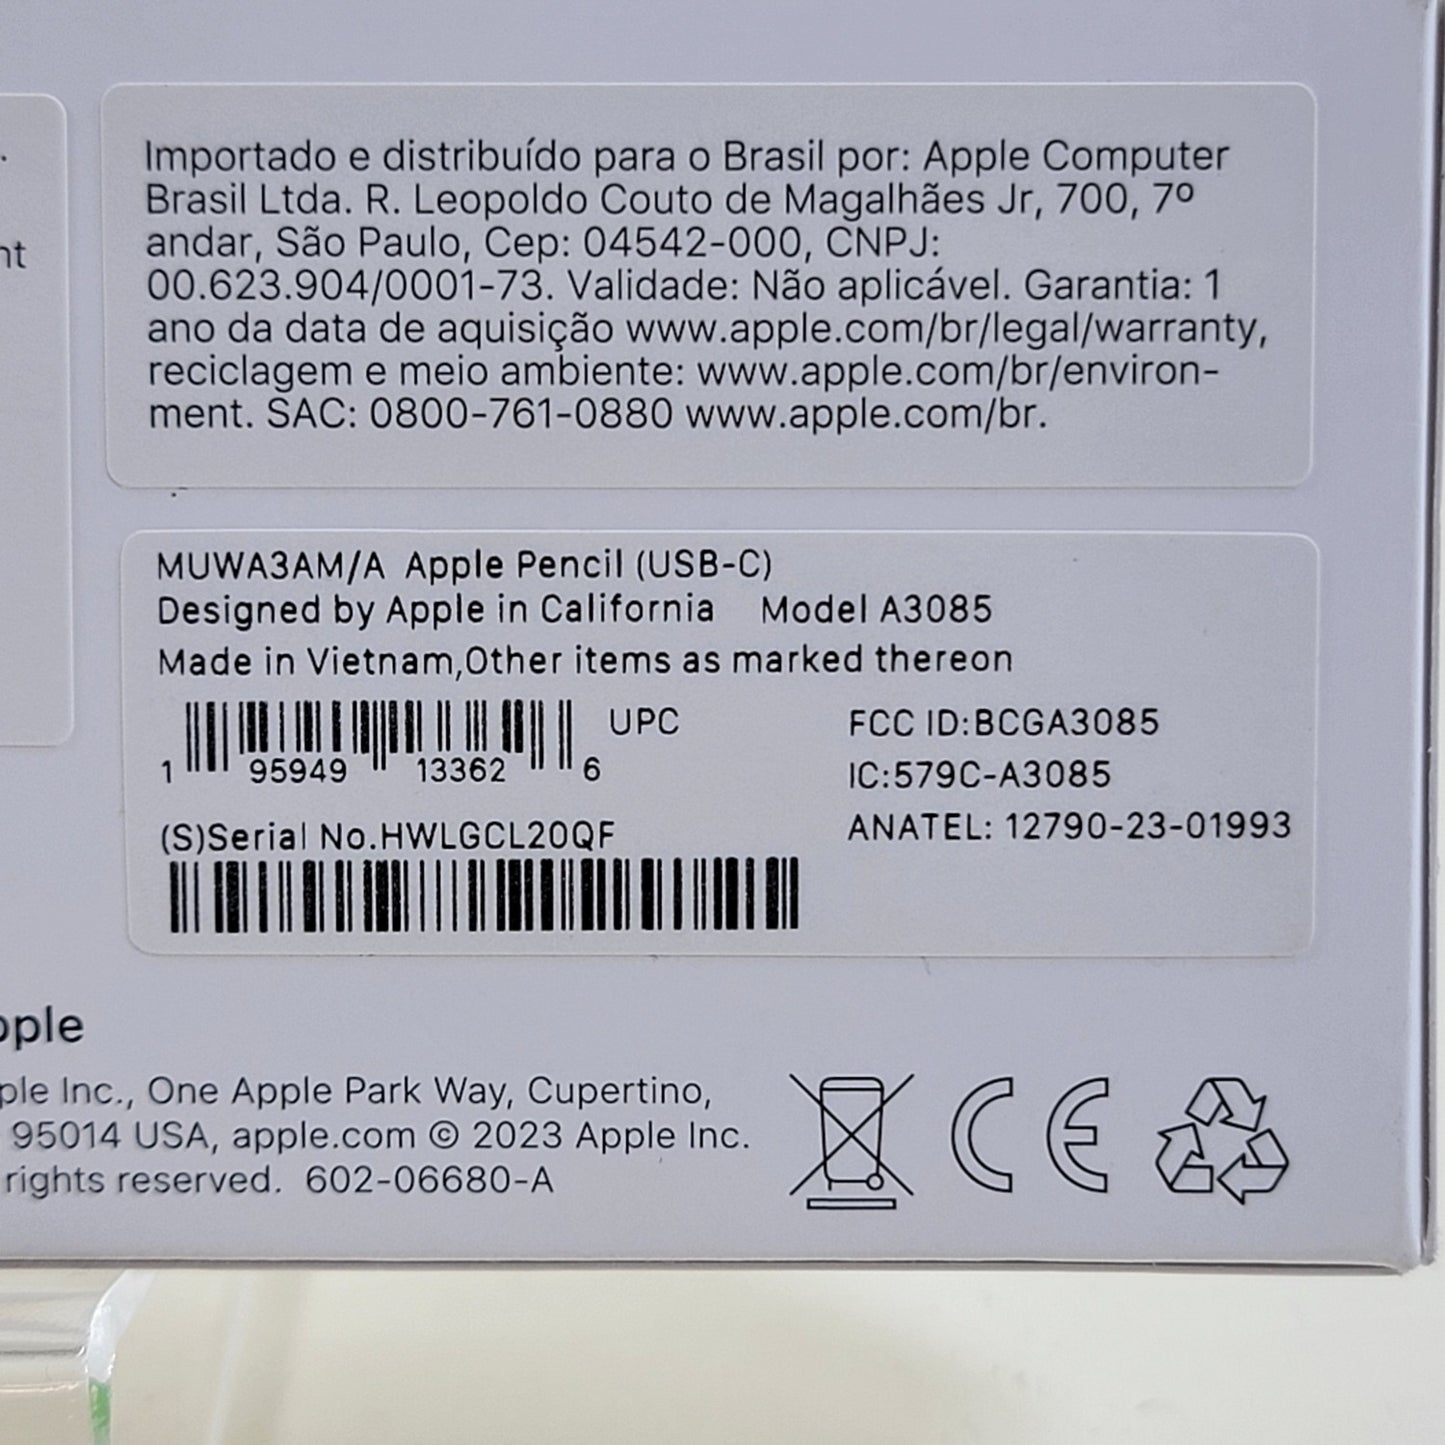 nt
Importado e distribuído para o Brasil por: Apple Computer
Brasil Ltda. R. Leopoldo Couto de Magalhães Jr, 700, 7º
andar, São Paulo, Cep: 04542-000, CNPJ:
00.623.904/0001-73. Validade: Não aplicável. Garantia: 1
ano da data de aquisição www.apple.com/br/legal/warranty,
reciclagem e meio ambiente: www.apple.com/br/environ-
ment. SAC: 0800-761-0880 www.apple.com/br.
MUWA3AM/A Apple Pencil (USB-C)
Designed by Apple in California Model A3085
Made in Vietnam,Other items as marked thereon
UPC FCC ID:BCGA3085
1 95949 13362 6 IC:579C-A3085
(S)Serial No.HWLGCL20QF ANATEL: 12790-23-01993
pple
ple Inc., One Apple Park Way, Cupertino,
95014 USA, apple.com © 2023 Apple Inc.
rights reserved. 602-06680-A
CE